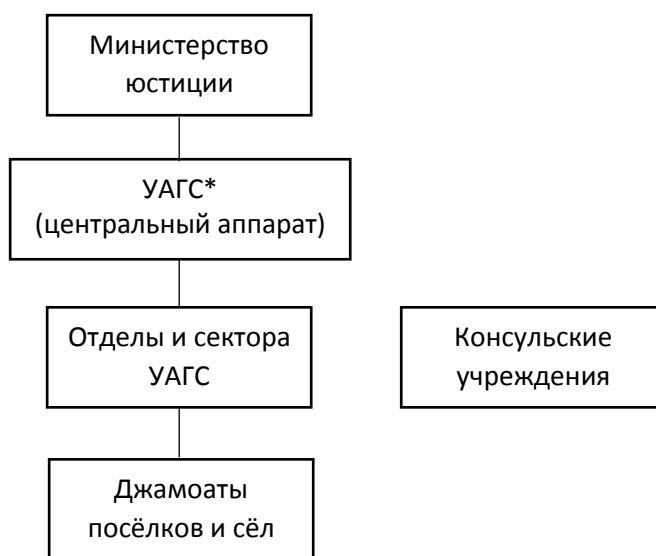 Министерство
юстиции
УАГС*
(центральный аппарат)
Отделы и сектора
УАГС
Консульские
учреждения
Джамоаты
посёлков и сёл